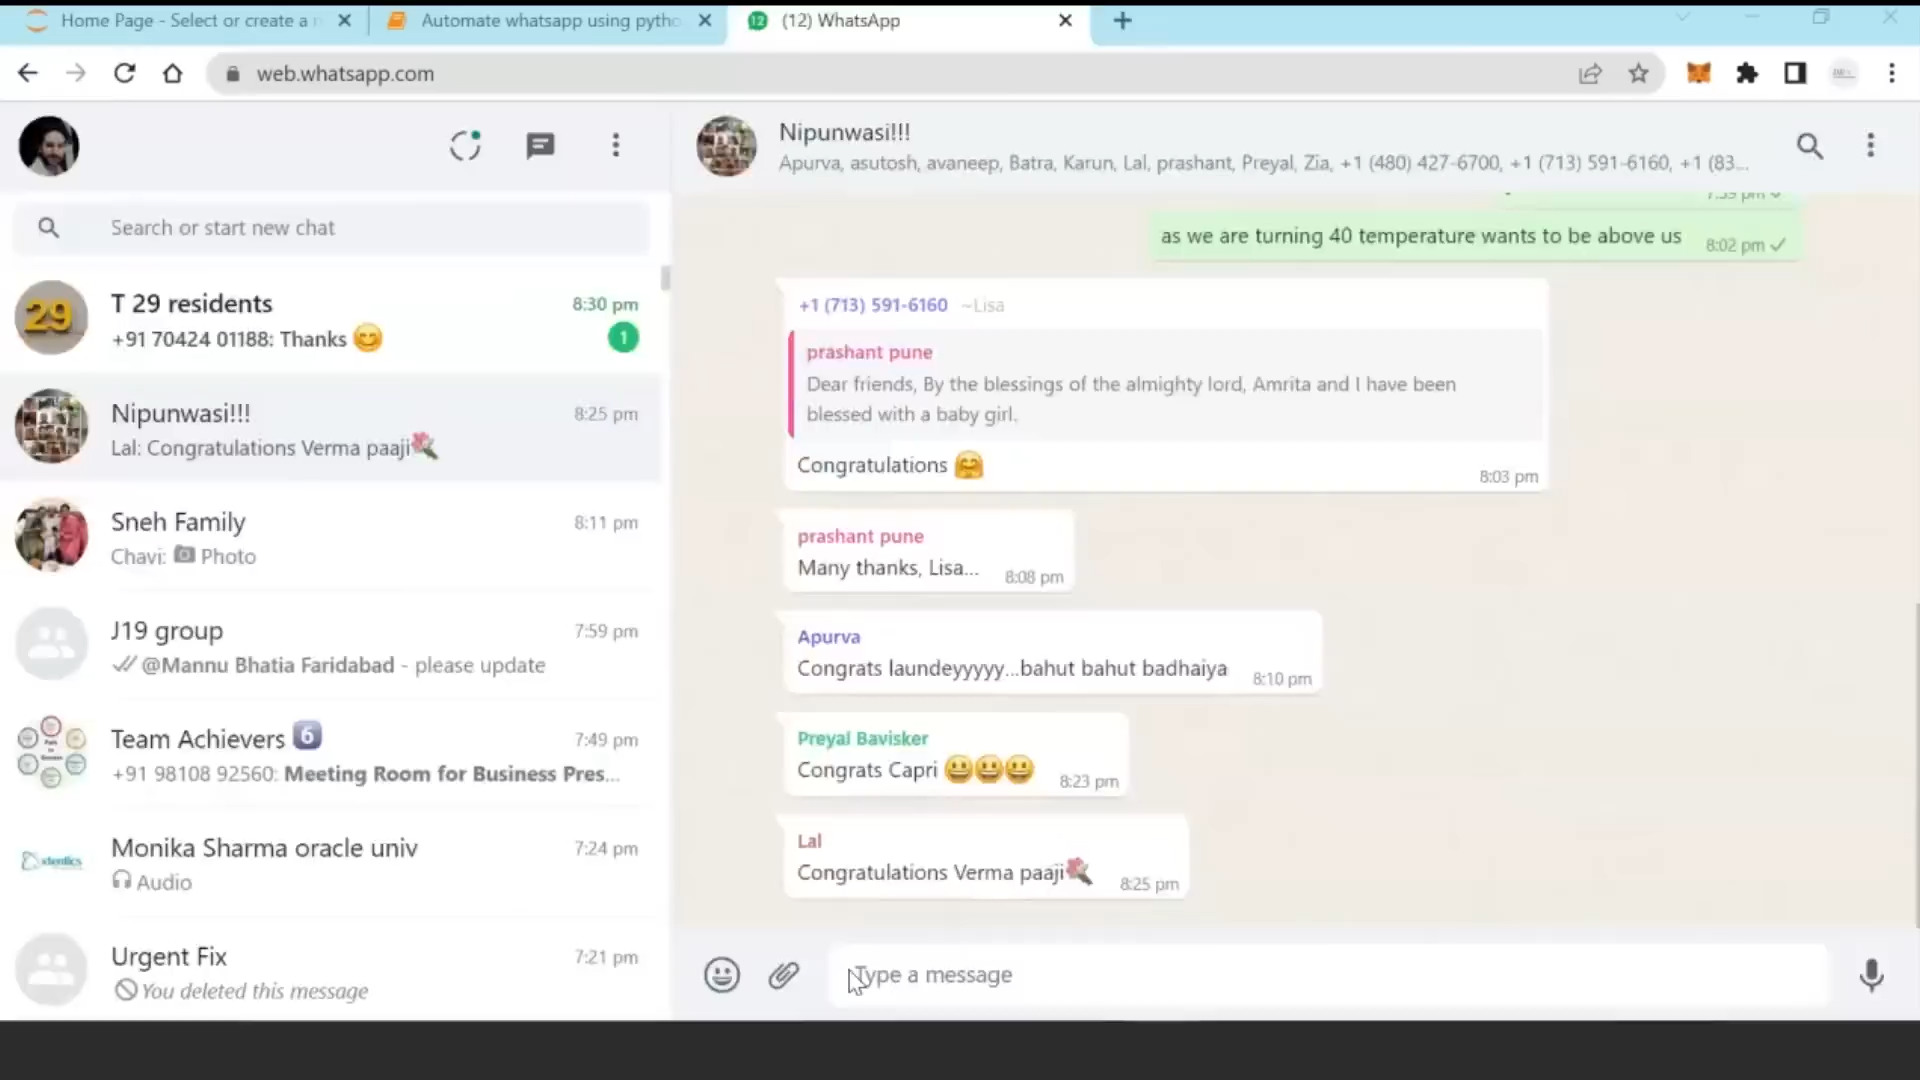 Home Page - Select or create a n
Automate whatsapp using pytho
12
(12) WhatsApp
web.whatsapp.com
Nipunwasi!!!
Apurva, asutosh, avaneep, Batra, Karun, Lal, prashant, Preyal, Zia, +1 (480) 427-6700, +1 (713) 591-6160, +1 (83...
Search or start new chat
29
T 29 residents
8:30 pm
+91 70424 01188: Thanks 😊
1
Nipunwasi!!!
8:25 pm
Lal: Congratulations Verma paaji💐
Sneh Family
8:11 pm
Chavi: 📷 Photo
J19 group
7:59 pm
@Mannu Bhatia Faridabad - please update
Team Achievers 6️⃣
7:49 pm
+91 98108 92560: Meeting Room for Business Pres...
Monika Sharma oracle univ
7:24 pm
Audio
Urgent Fix
7:21 pm
You deleted this message
as we are turning 40 temperature wants to be above us
8:02 pm
+1 (713) 591-6160 ~Lisa
prashant pune
Dear friends, By the blessings of the almighty lord, Amrita and I have been
blessed with a baby girl.
Congratulations 🤗
8:03 pm
prashant pune
Many thanks, Lisa...
8:08 pm
Apurva
Congrats laundeyyyyy...bahut bahut badhaiya
8:10 pm
Preyal Bavisker
Congrats Capri 😀😀😀
8:23 pm
Lal
Congratulations Verma paaji💐
8:25 pm
Type a message